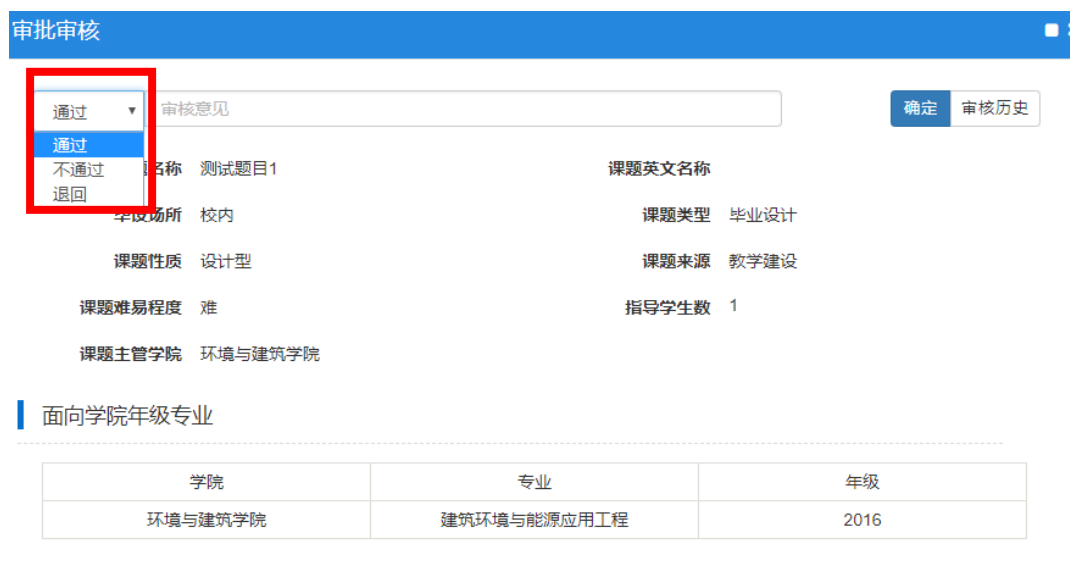 审批审核
通过 审核意见 确定 审核历史
通过
不通过
退回
名称 测试题目1 课题英文名称
毕设场所 校内 课题类型 毕业设计
课题性质 设计型 课题来源 教学建设
课题难易程度 难 指导学生数 1
课题主管学院 环境与建筑学院
面向学院年级专业
学院 专业 年级
环境与建筑学院 建筑环境与能源应用工程 2016